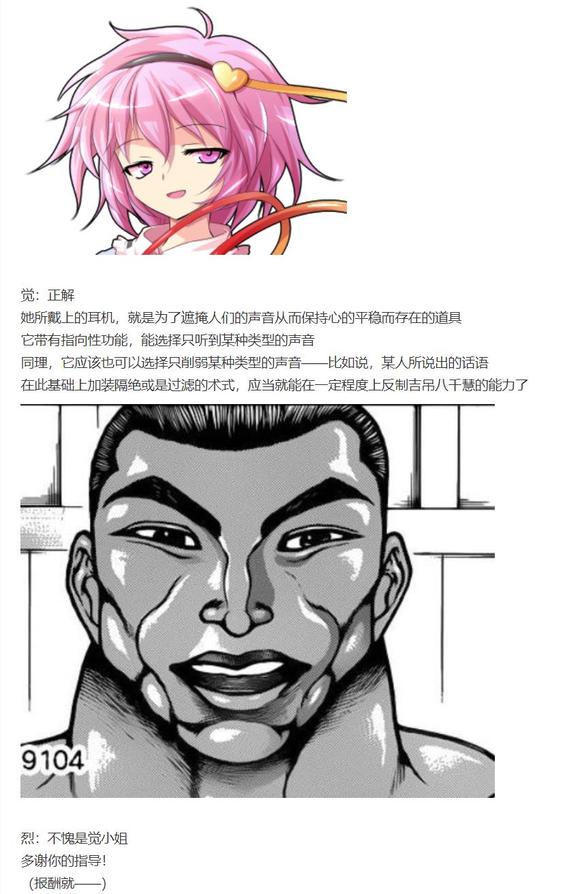 觉：正解
她所戴上的耳机，就是为了遮掩人们的声音从而保持心的平稳而存在的道具
它带有指向性功能，能选择只听到某种类型的声音
同理，它应该也可以选择只削弱某种类型的声音——比如说，某人所说出的话语
在此基础上加装隔绝或是过滤的术式，应当就能在一定程度上反制吉吊八千慧的能力了
9104
烈：不愧是觉小姐
多谢你的指导！
（报酬就——）